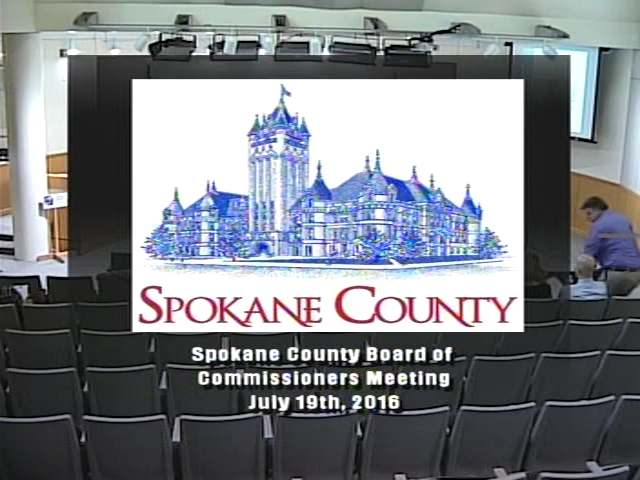 SPOKANE COUNTY
Spokane County Board of
Commissioners Meeting
July 19th, 2016